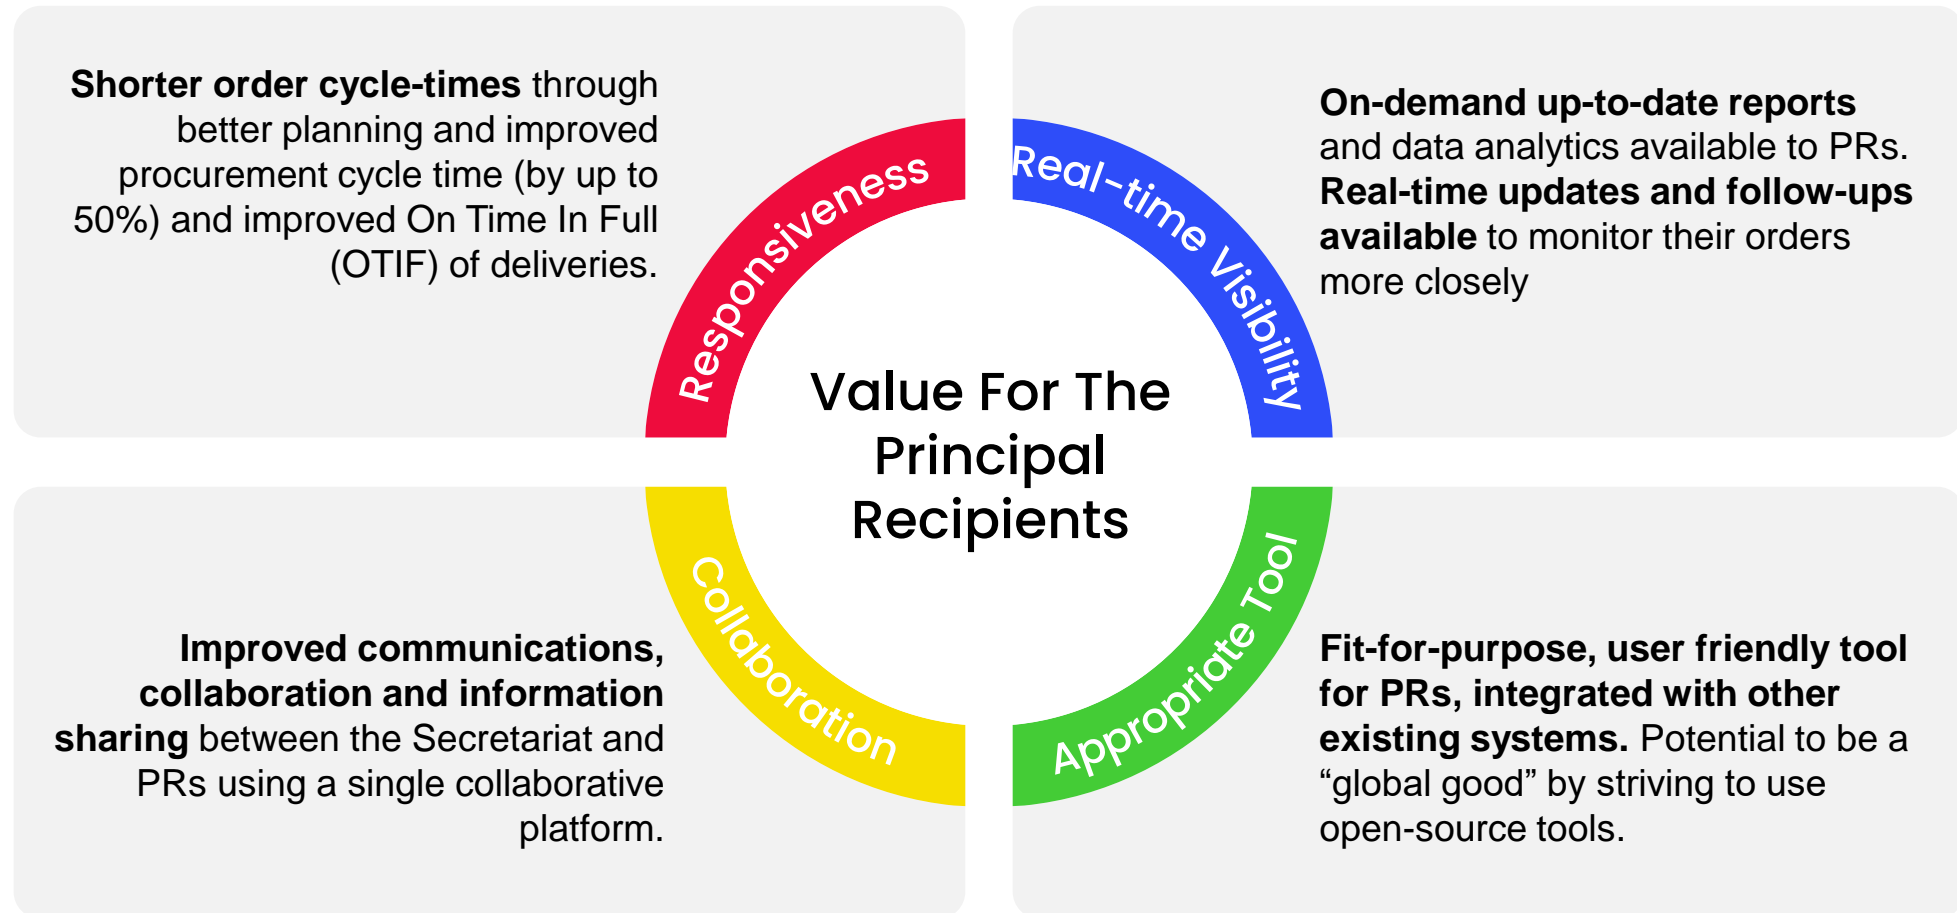 Shorter order cycle-times through
better planning and improved
procurement cycle time (by up to
50%) and improved On Time In Full
(OTIF) of deliveries.
Responsiveness
Real-time Visibility
On-demand up-to-date reports
and data analytics available to PRs.
Real-time updates and follow-ups
available to monitor their orders
more closely
Value For The
Principal
Recipients
Improved communications,
collaboration and information
sharing between the Secretariat and
PRs using a single collaborative
platform.
Collaboration
Appropriate Tool
Fit-for-purpose, user friendly tool
for PRs, integrated with other
existing systems. Potential to be a
“global good” by striving to use
open-source tools.